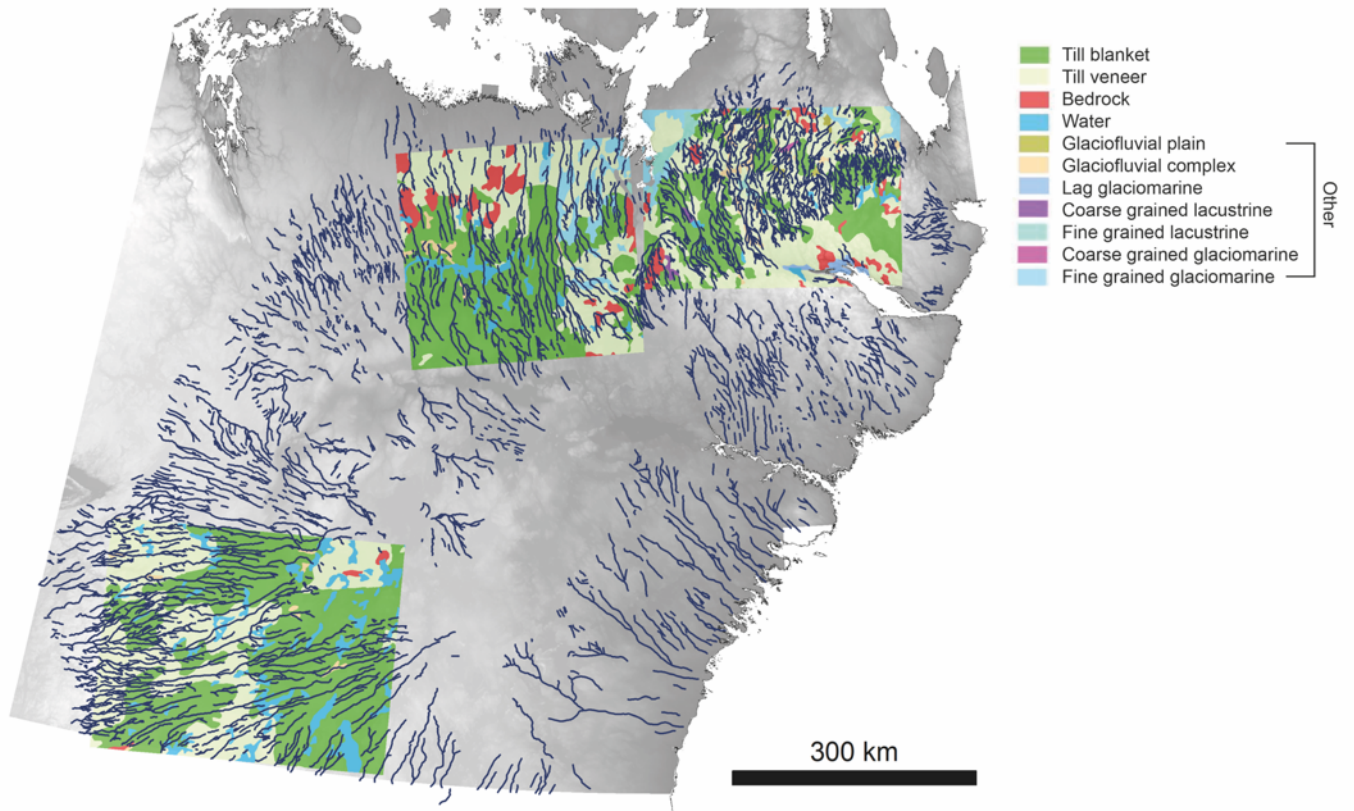 Till blanket
Till veneer
Bedrock
Water
Glaciofluvial plain
Glaciofluvial complex
Lag glaciomarine
Coarse grained lacustrine
Fine grained lacustrine
Coarse grained glaciomarine
Fine grained glaciomarine
Other
300 km